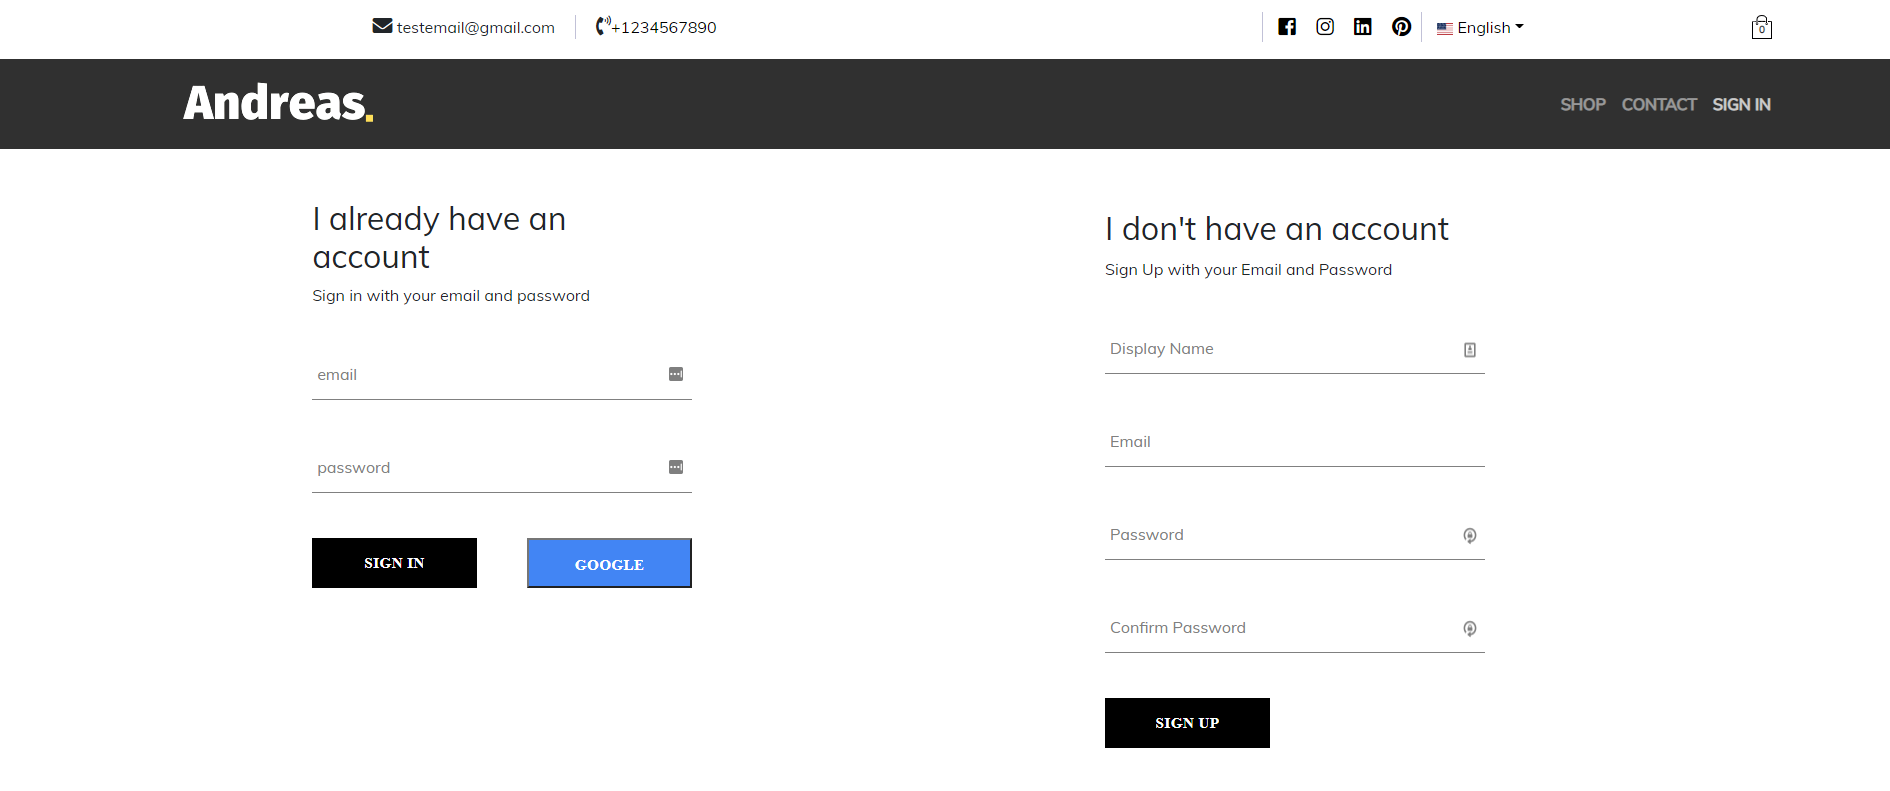 testemail@gmail.com
+1234567890
English
0
Andreas.
SHOP CONTACT SIGN IN
I already have an
account
Sign in with your email and password
email
password
SIGN IN
GOOGLE
I don't have an account
Sign Up with your Email and Password
Display Name
Email
Password
Confirm Password
SIGN UP